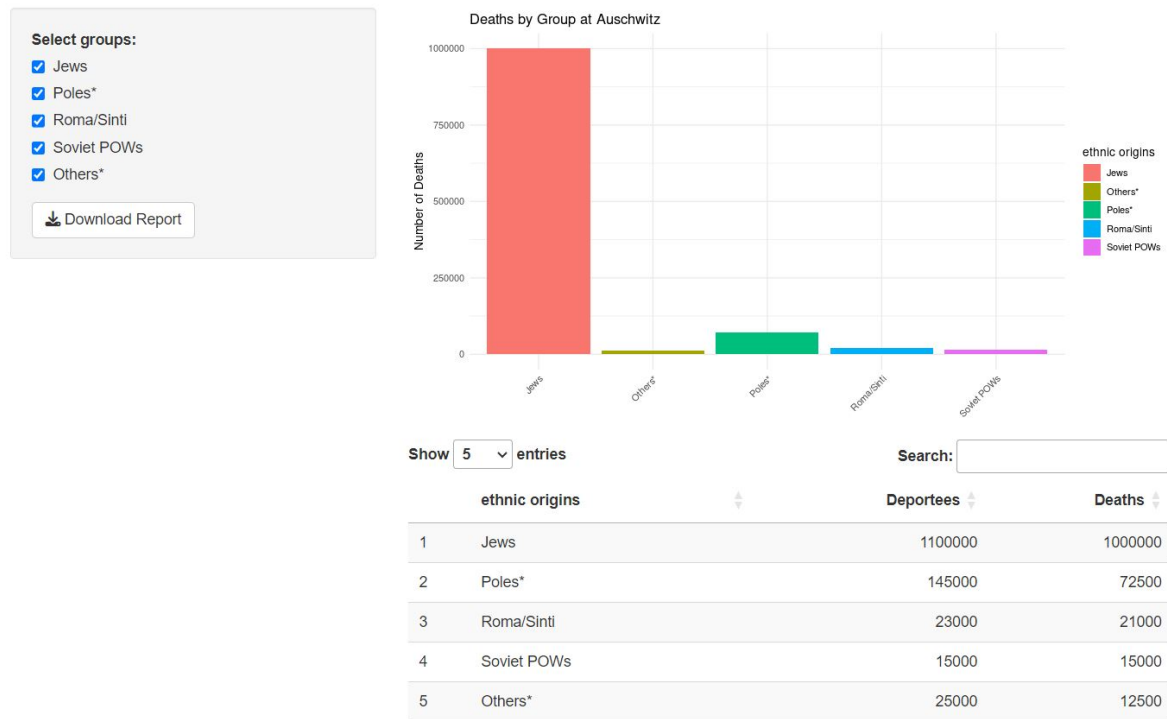 Select groups:
Jews
Poles*
Roma/Sinti
Soviet POWs
Others*
Download Report
Deaths by Group at Auschwitz
Number of Deaths
1000000
750000
500000
250000
0
Jews
Others*
Poles*
Roma/Sinti
Soviet POWs
ethnic origins
Jews
Others*
Poles*
Roma/Sinti
Soviet POWs
Show 5 entries
Search:
ethnic origins Deportees Deaths
1 Jews 1100000 1000000
2 Poles* 145000 72500
3 Roma/Sinti 23000 21000
4 Soviet POWs 15000 15000
5 Others* 25000 12500